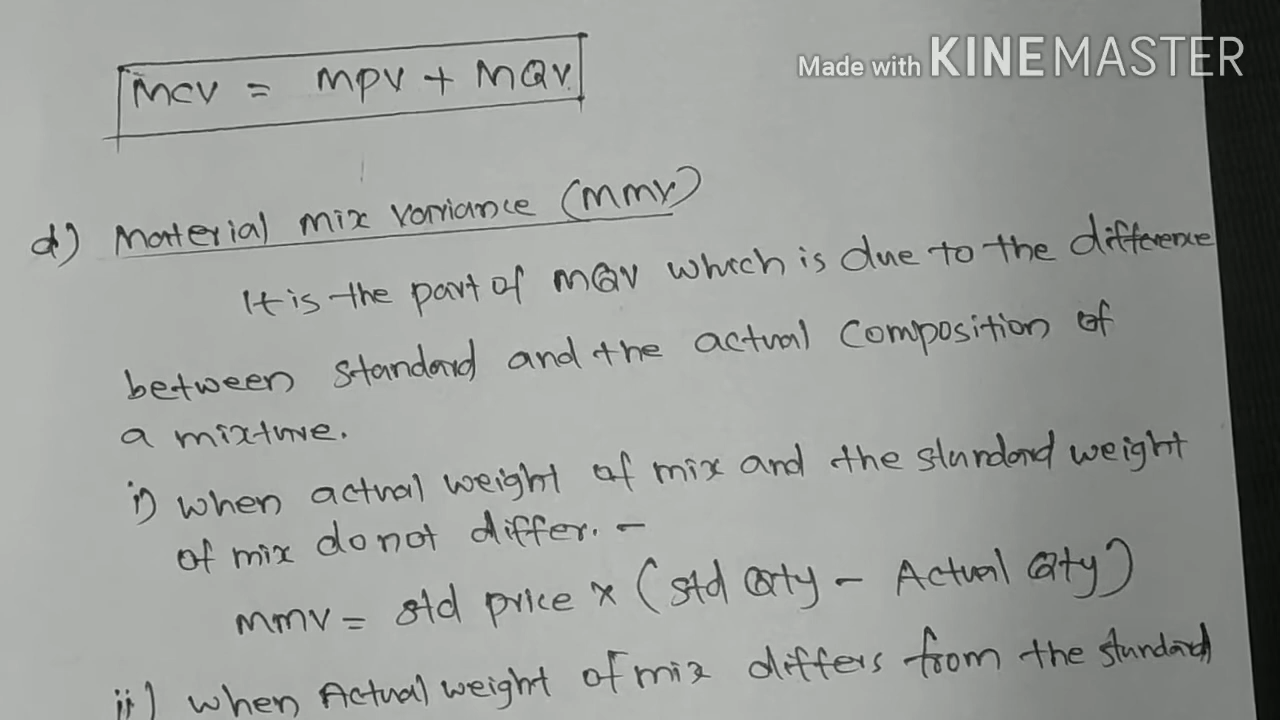 Made with KINEMASTER
MCV = MPV + MQV
d) Material Mix Variance (MMV)
It is the part of MQV which is due to the difference
between standard and the actual composition of
a mixture.
i) when actual weight of mix and the standard weight
of mix do not differ. -
MMV = std price x (std Qty - Actual Qty)
ii) when Actual weight of mix differs from the standard